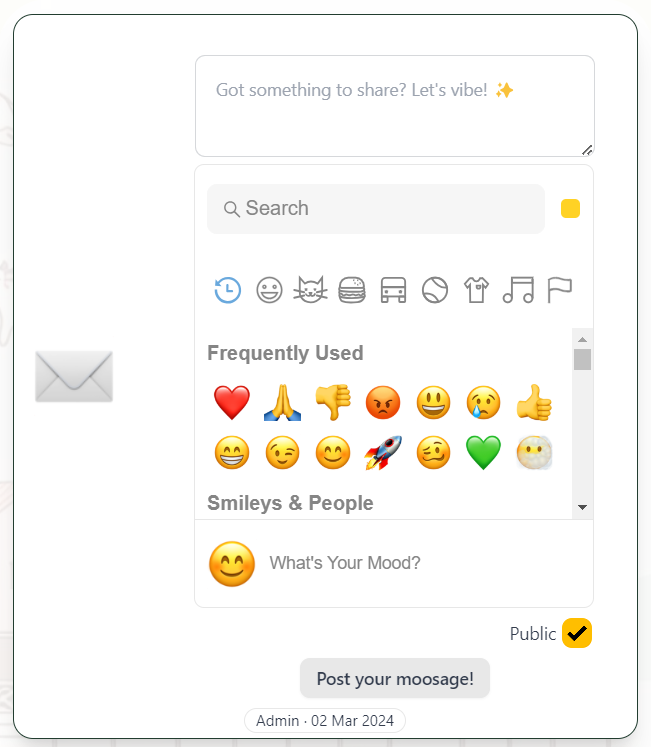 Got something to share? Let's vibe! ✨
Search
Frequently Used
Smileys & People
What's Your Mood?
Public
Post your moosage!
Admin · 02 Mar 2024